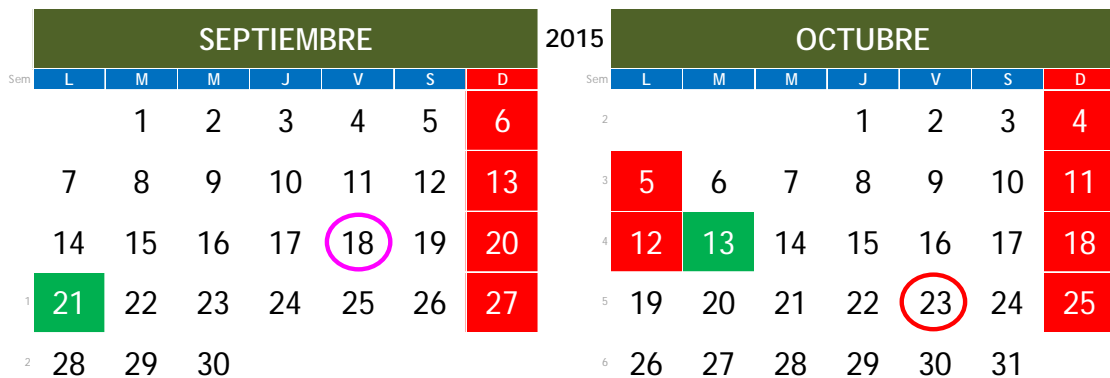 SEPTIEMBRE 2015 OCTUBRE
Sem L M M J V S D Sem L M M J V S D
1 2 3 4 5 6 2 1 2 3 4
7 8 9 10 11 12 13 3 5 6 7 8 9 10 11
14 15 16 17 18 19 20 4 12 13 14 15 16 17 18
1 21 22 23 24 25 26 27 5 19 20 21 22 23 24 25
2 28 29 30 6 26 27 28 29 30 31